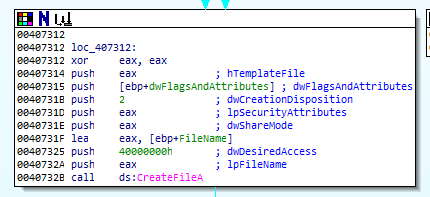 00407312
00407312 loc_407312:
00407312 xor     eax, eax
00407314 push    eax             ; hTemplateFile
00407315 push    [ebp+dwFlagsAndAttributes] ; dwFlagsAndAttributes
0040731B push    2               ; dwCreationDisposition
0040731D push    eax             ; lpSecurityAttributes
0040731E push    eax             ; dwShareMode
0040731F lea     eax, [ebp+FileName]
00407325 push    40000000h       ; dwDesiredAccess
0040732A push    eax             ; lpFileName
0040732B call    ds:CreateFileA